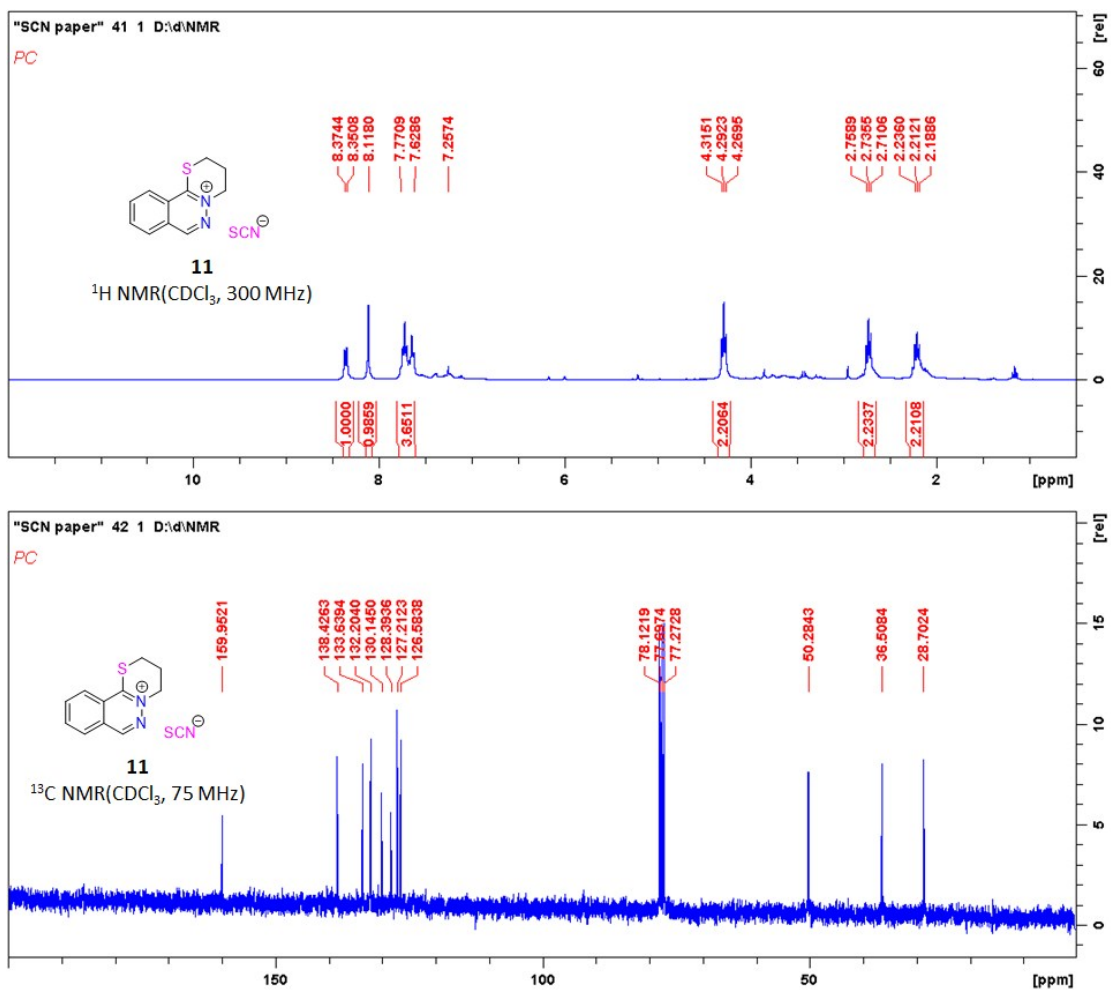 "SCN paper" 41 1 D:\d\NMR
PC
[rel]
8.3744
8.3508
8.1180
7.7709
7.6286
7.2574
4.3151
4.2923
4.2695
2.7589
2.7355
2.7106
2.2360
2.2121
2.1886
60
40
20
0
S
N
+
N
SCN
⊖
11
¹H NMR(CDCl₃, 300 MHz)
1.0000
0.9859
3.6511
2.2064
2.2337
2.2108
10 8 6 4 2 [ppm]
"SCN paper" 42 1 D:\d\NMR
PC
[rel]
159.9521
138.4263
133.6394
132.2040
130.1450
128.3936
127.2123
126.5838
78.1219
77.6974
77.2728
50.2843
36.5084
28.7024
15
10
5
0
S
N
+
N
SCN
⊖
11
¹³C NMR(CDCl₃, 75 MHz)
150 100 50 [ppm]